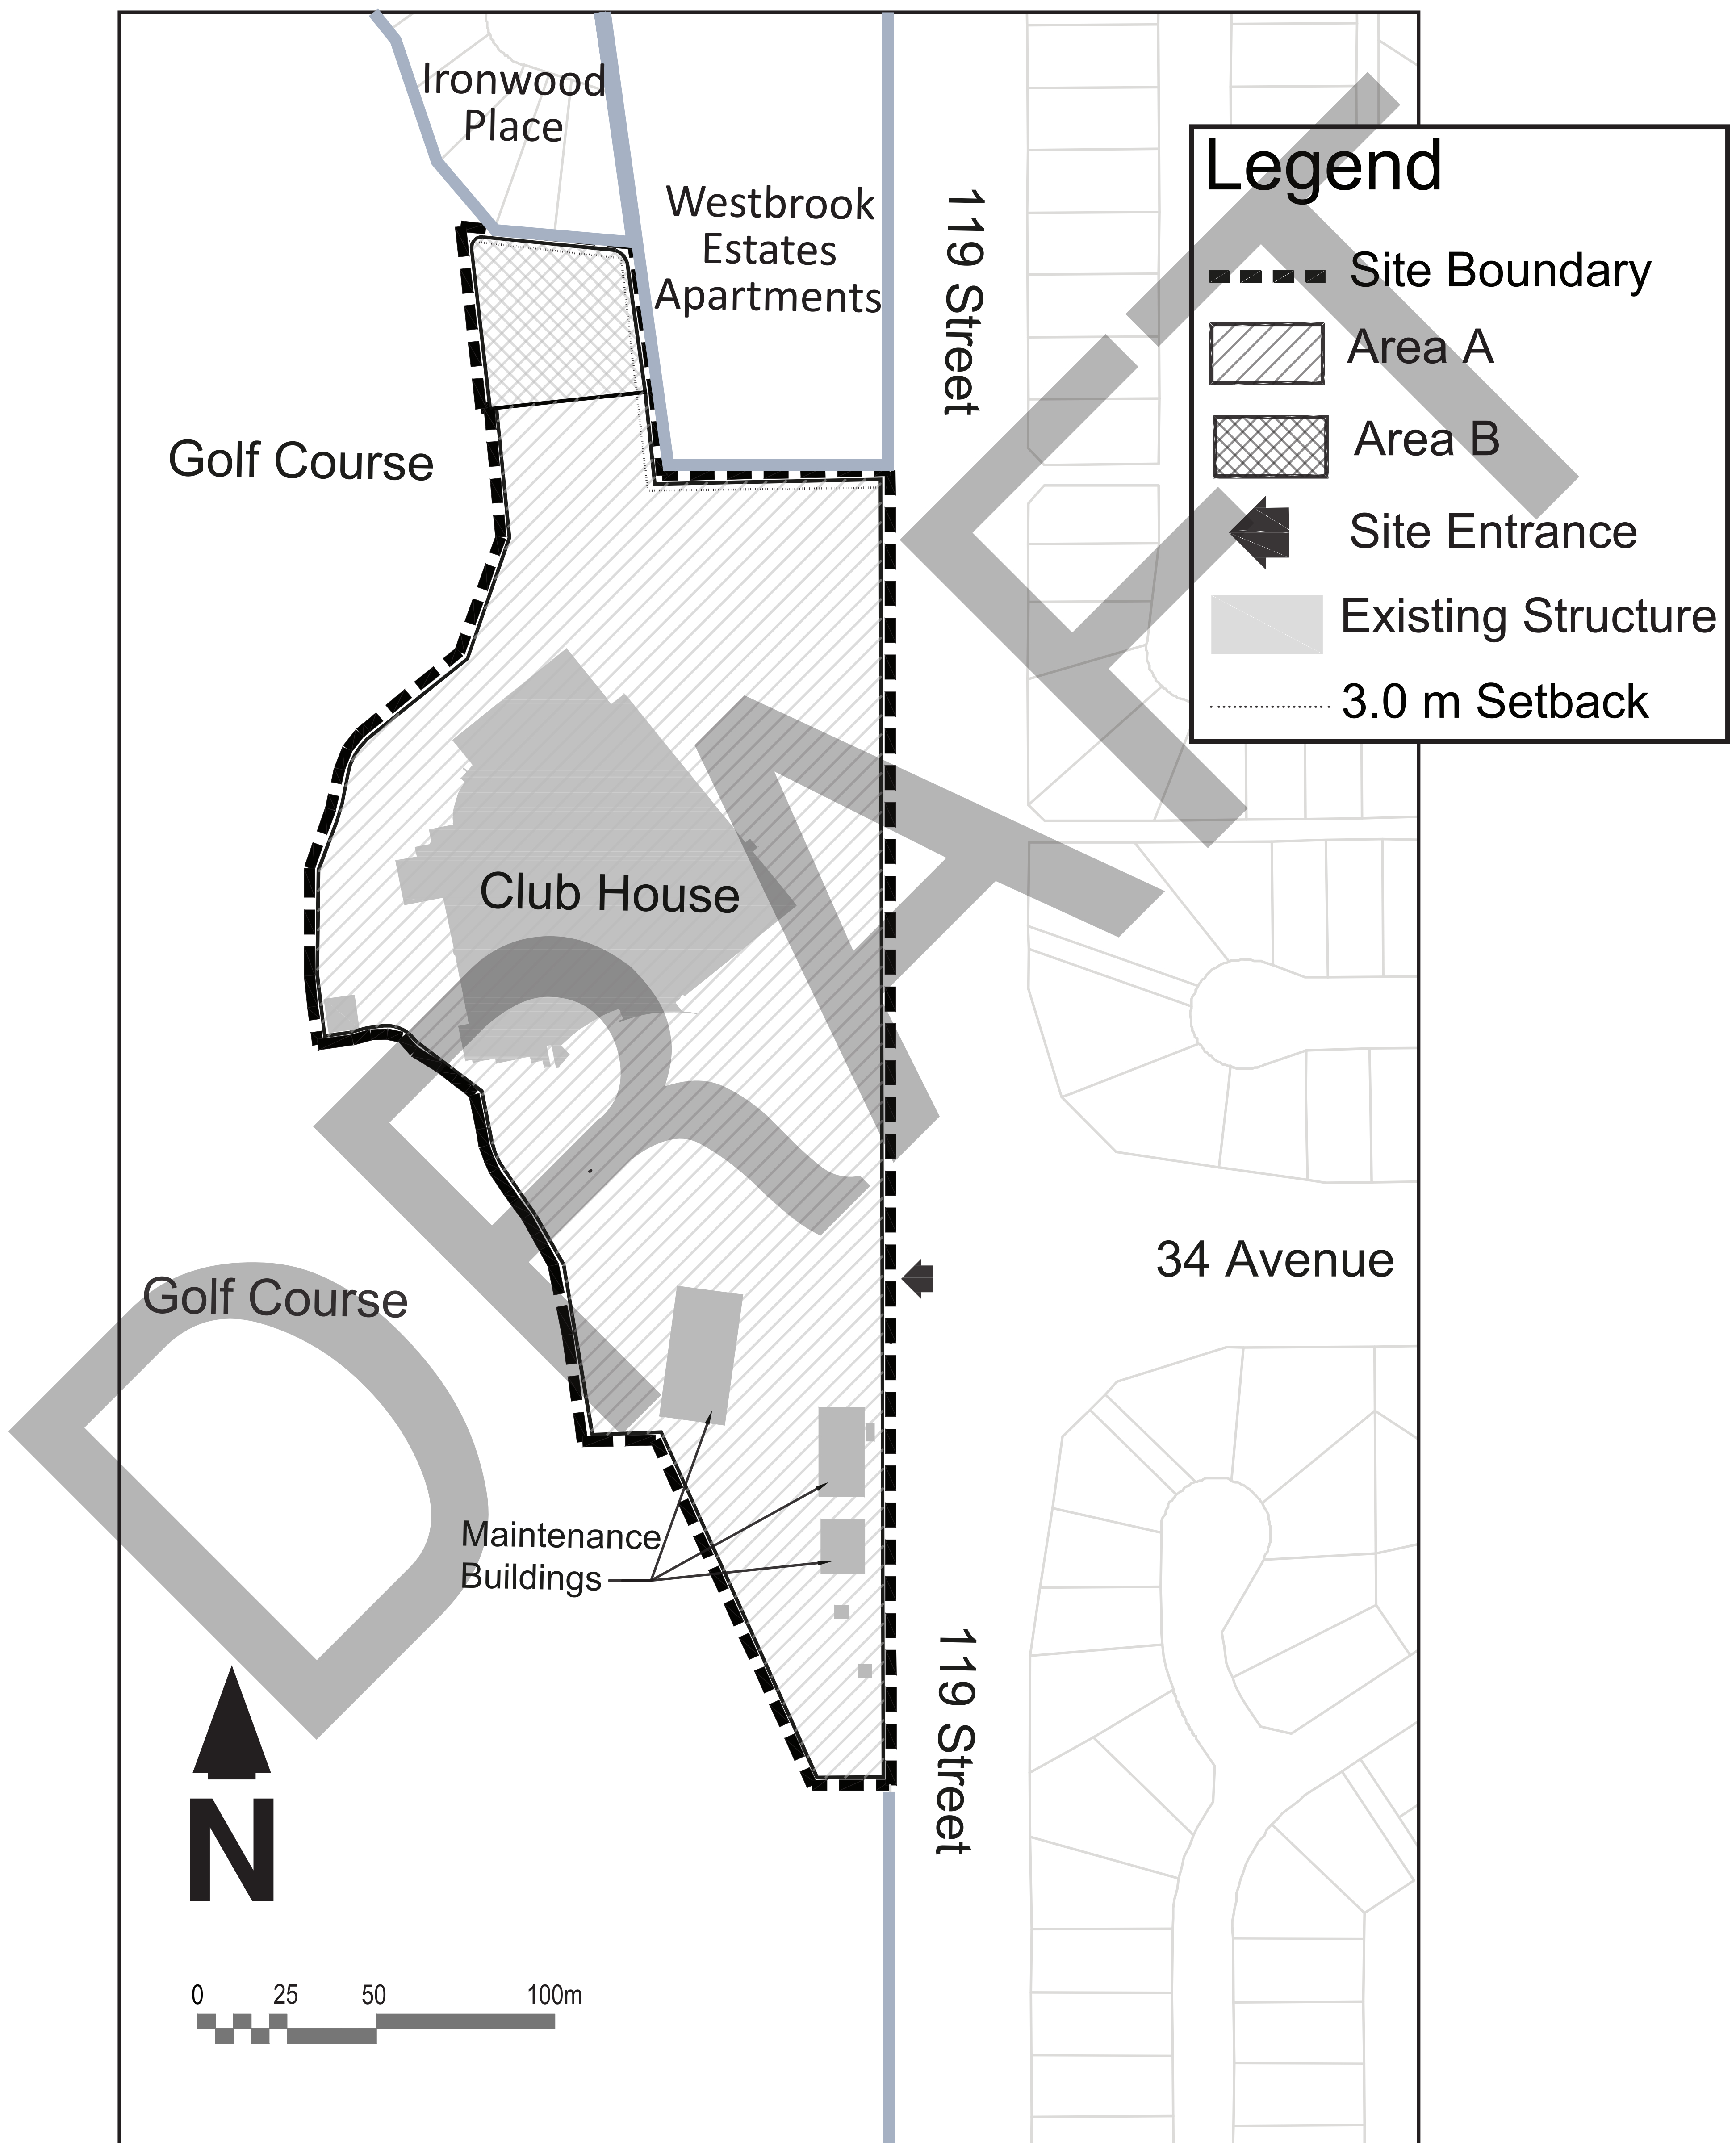 Ironwood
Place
Westbrook
Estates
Apartments
119 Street
Legend
Site Boundary
Area A
Area B
Site Entrance
Existing Structure
3.0 m Setback
Golf Course
Club House
34 Avenue
Golf Course
Maintenance
Buildings
119 Street
N
0 25 50 100m
DRAFT